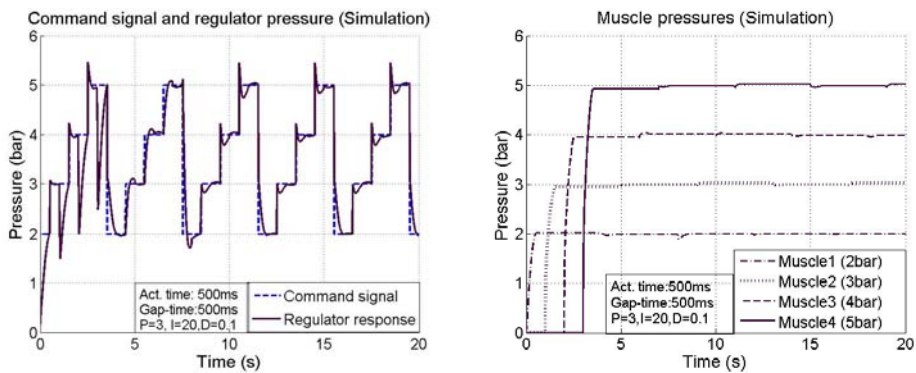 Command signal and regulator pressure (Simulation)
6
5
4
3
2
1
0
Pressure (bar)
Act. time: 500ms
Gap-time:500ms
P=3, I=20,D=0,1
Command signal
Regulator response
0
5
10
15
20
Time (s)
Muscle pressures (Simulation)
6
5
4
3
2
1
0
Pressure (bar)
Act.time:500ms
Gap-time:500ms
P=3,I=20,D=0.1
Muscle1 (2bar)
Muscle2 (3bar)
Muscle3 (4bar)
Muscle4 (5bar)
0
5
10
15
20
Time (s)